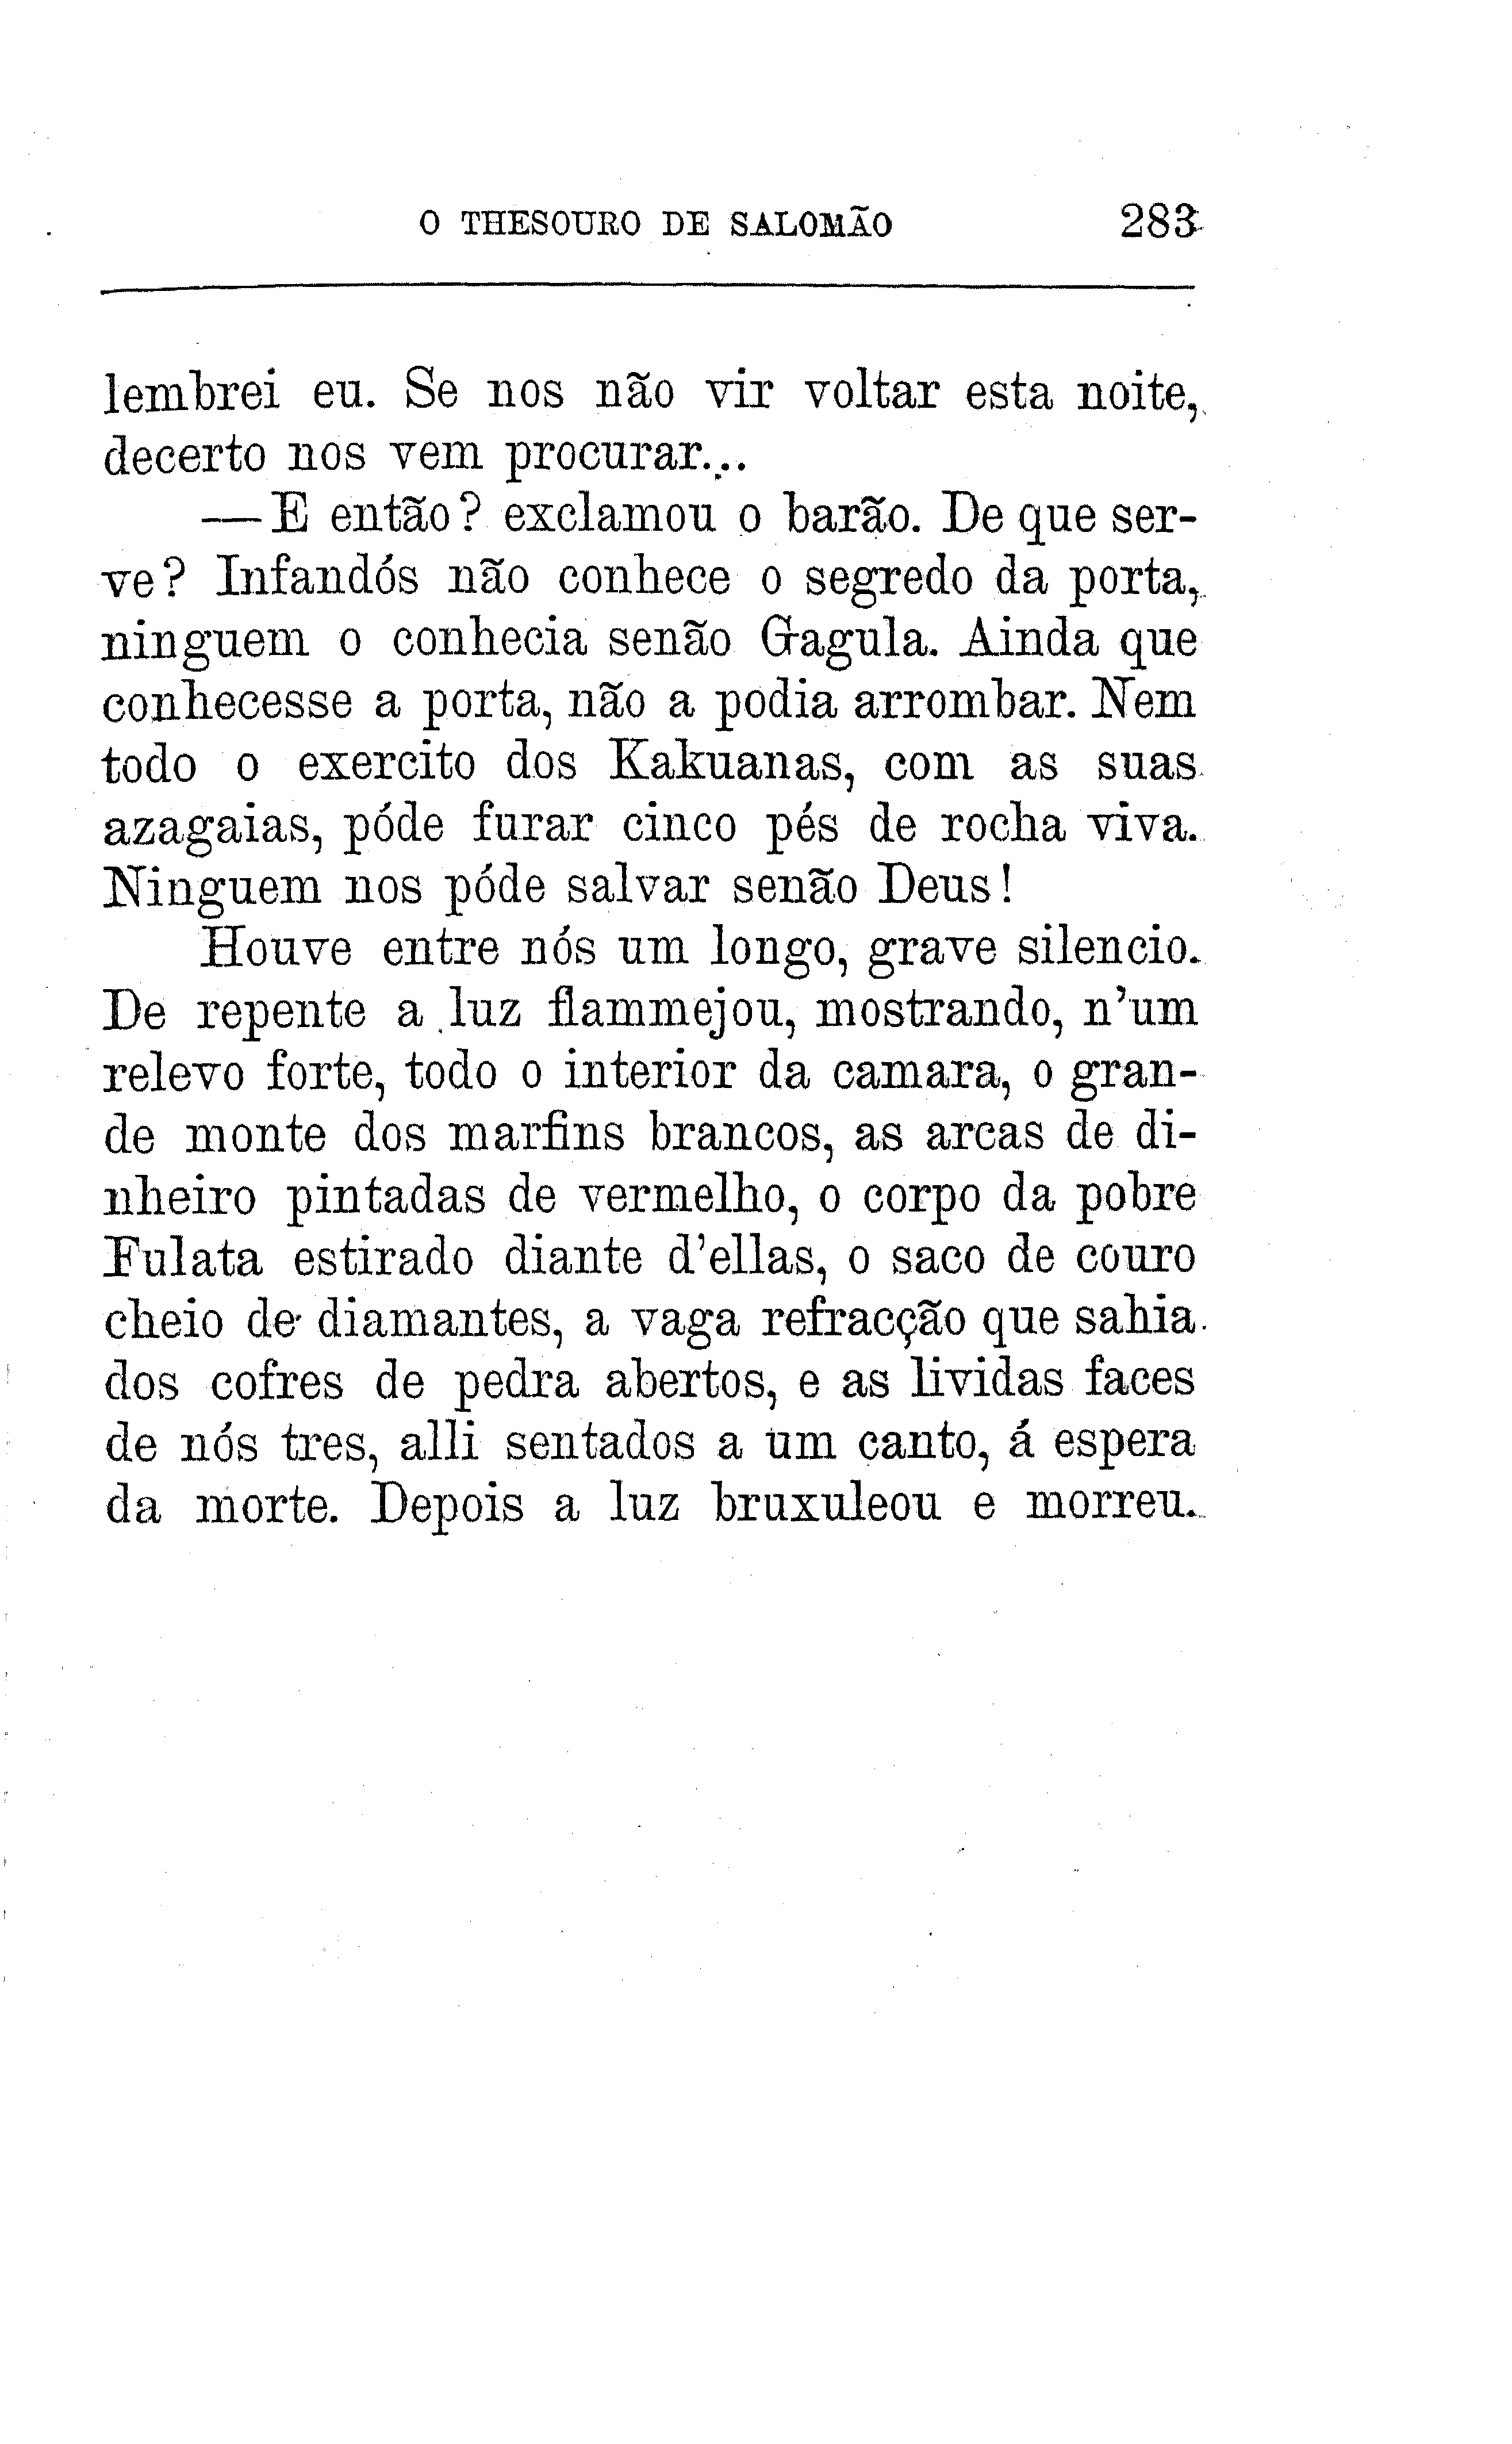 O THESOURO DE SALOMÃO 283
lembrei eu. Se nos não vir voltar esta noite,
decerto nos vem procurar...
—E então? exclamou o barão. De que ser-
ve? Infandós não conhece o segredo da porta,
ninguem o conhecia senão Gagula. Ainda que
conhecesse a porta, não a podia arrombar. Nem
todo o exercito dos Kakuanas, com as suas
azagaias, póde furar cinco pés de rocha viva.
Ninguem nos póde salvar senão Deus!
Houve entre nós um longo, grave silencio.
De repente a luz flammejou, mostrando, n'um
relevo forte, todo o interior da camara, o gran-
de monte dos marfins brancos, as arcas de di-
nheiro pintadas de vermelho, o corpo da pobre
Fulata estirado diante d'ellas, o saco de couro
cheio de diamantes, a vaga refracção que sahia
dos cofres de pedra abertos, e as lividas faces
de nós tres, alli sentados a um canto, á espera
da morte. Depois a luz bruxuleou e morreu.